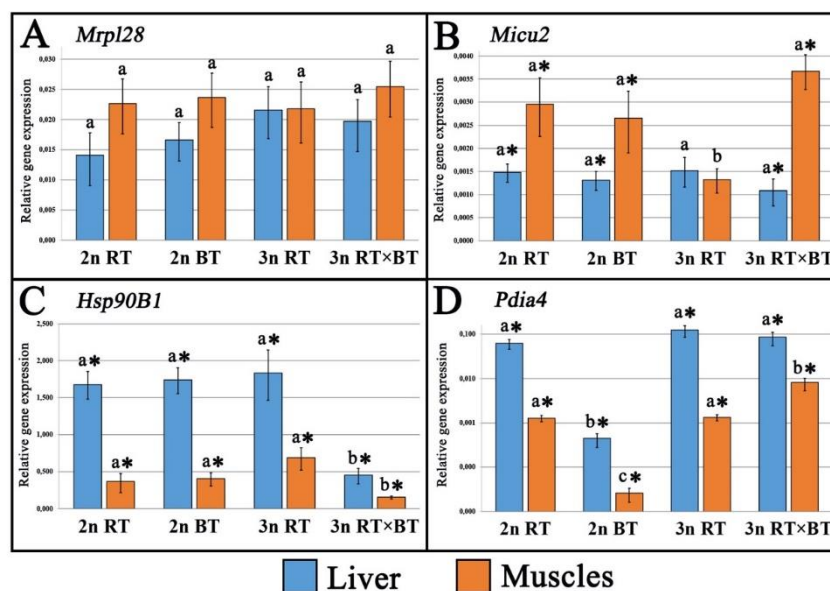 A Mrpl28
Relative gene expression
0,030
0,025
0,020
0,015
0,010
0,005
0,000
a a a a a a a a
2n RT 2n BT 3n RT 3n RT×BT
B Micu2
Relative gene expression
0,0040
0,0035
0,0030
0,0025
0,0020
0,0015
0,0010
0,0005
0,0000
a* a* a* a* a b a* a*
2n RT 2n BT 3n RT 3n RT×BT
C Hsp90B1
Relative gene expression
2,500
2,000
1,500
1,000
0,500
0,000
a* a* a* a* a* a* b* b*
2n RT 2n BT 3n RT 3n RT×BT
D Pdia4
Relative gene expression
0,100
0,010
0,001
0,000
0,000
a* a* b* c* a* a* a* b*
2n RT 2n BT 3n RT 3n RT×BT
Liver Muscles